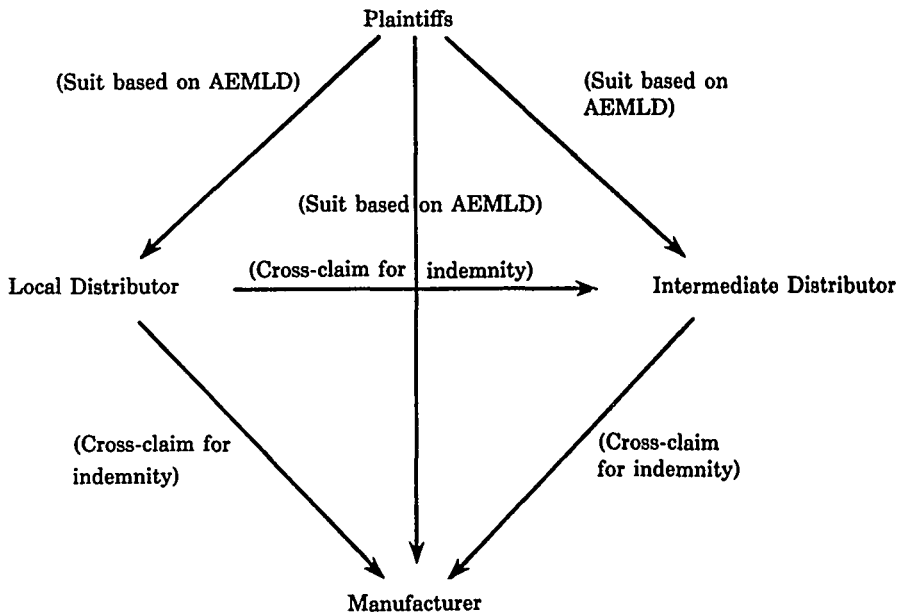 Plaintiffs
(Suit based on AEMLD)
(Suit based on
AEMLD)
(Suit based on AEMLD)
(Cross-claim for indemnity)
Local Distributor
Intermediate Distributor
(Cross-claim for
indemnity)
(Cross-claim
for indemnity)
Manufacturer